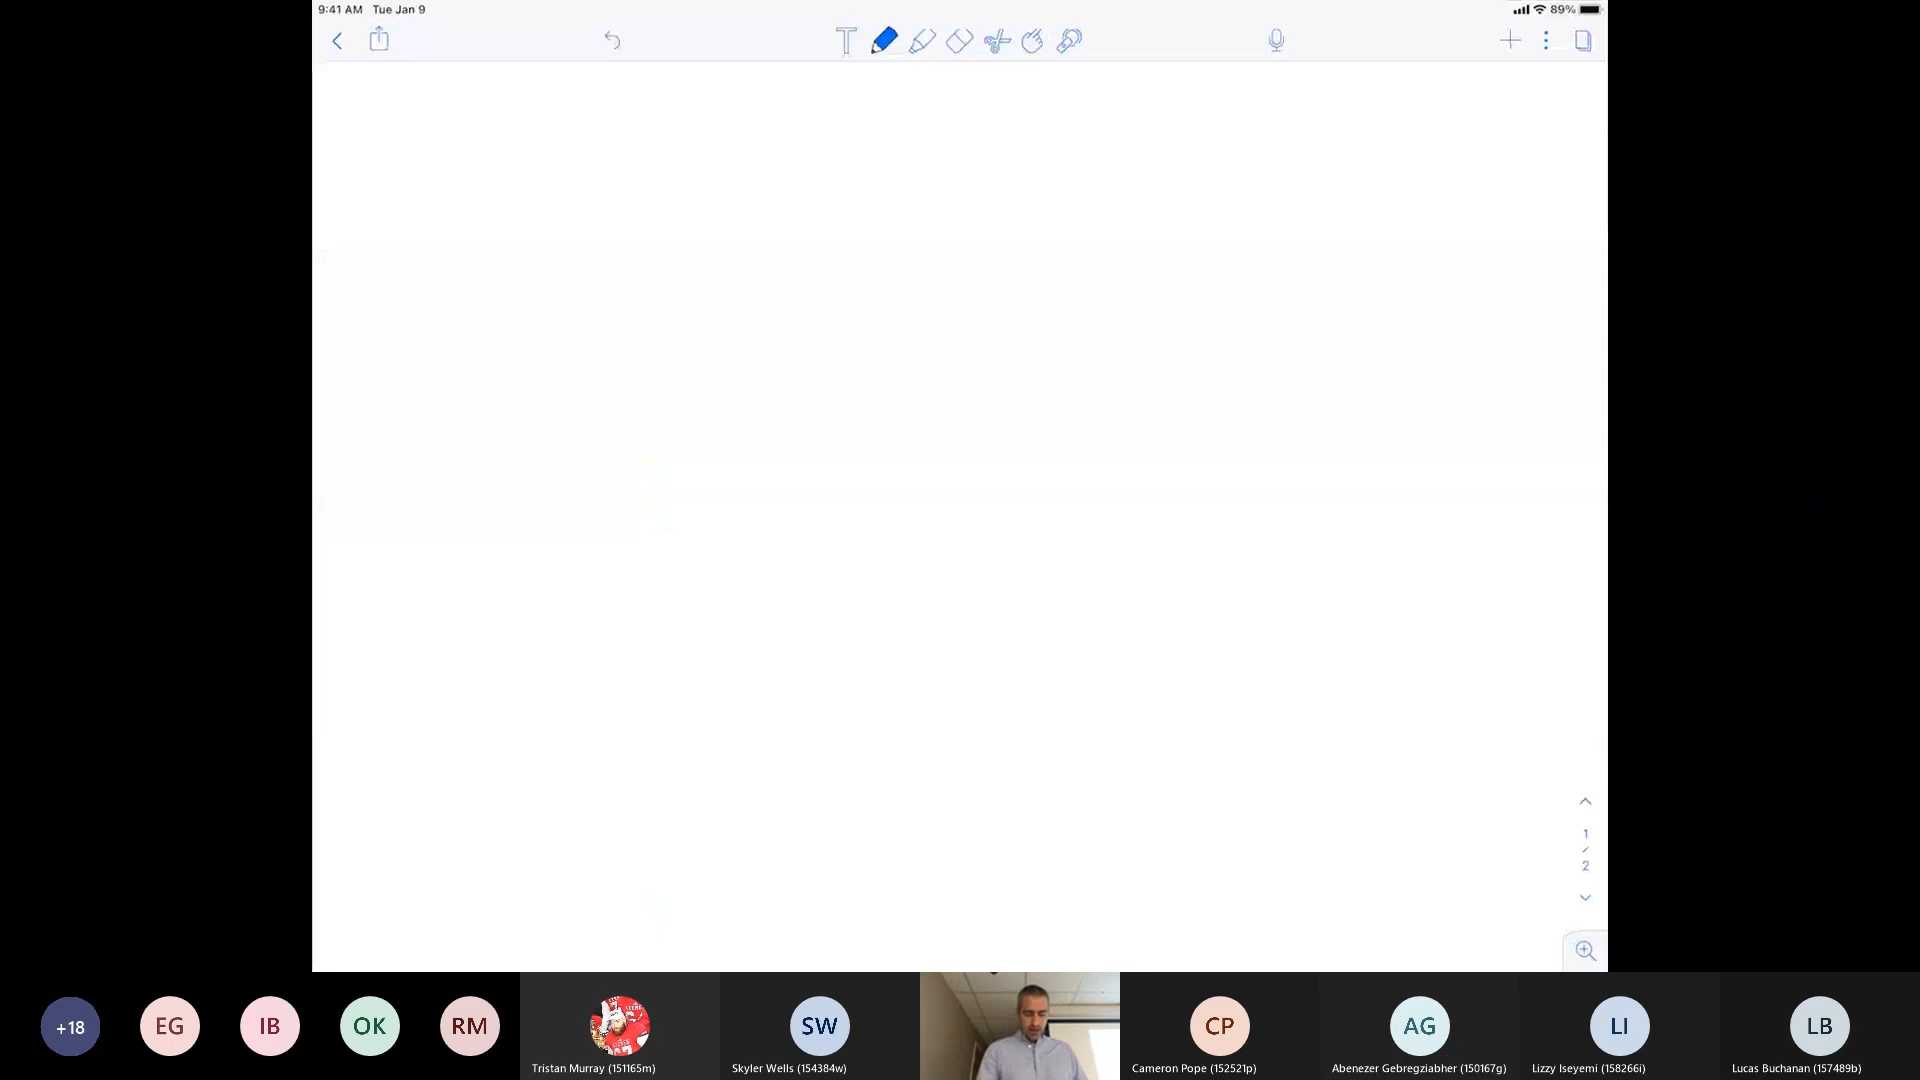 9:41 AM Tue Jan 9
89%
T
1
/
2
+18
EG
IB
OK
RM
SW
CP
AG
LI
LB
Tristan Murray (151165m)
Skyler Wells (154384w)
Cameron Pope (152521p)
Abenezer Gebregziabher (150167g)
Lizzy Iseyemi (158266i)
Lucas Buchanan (157489b)